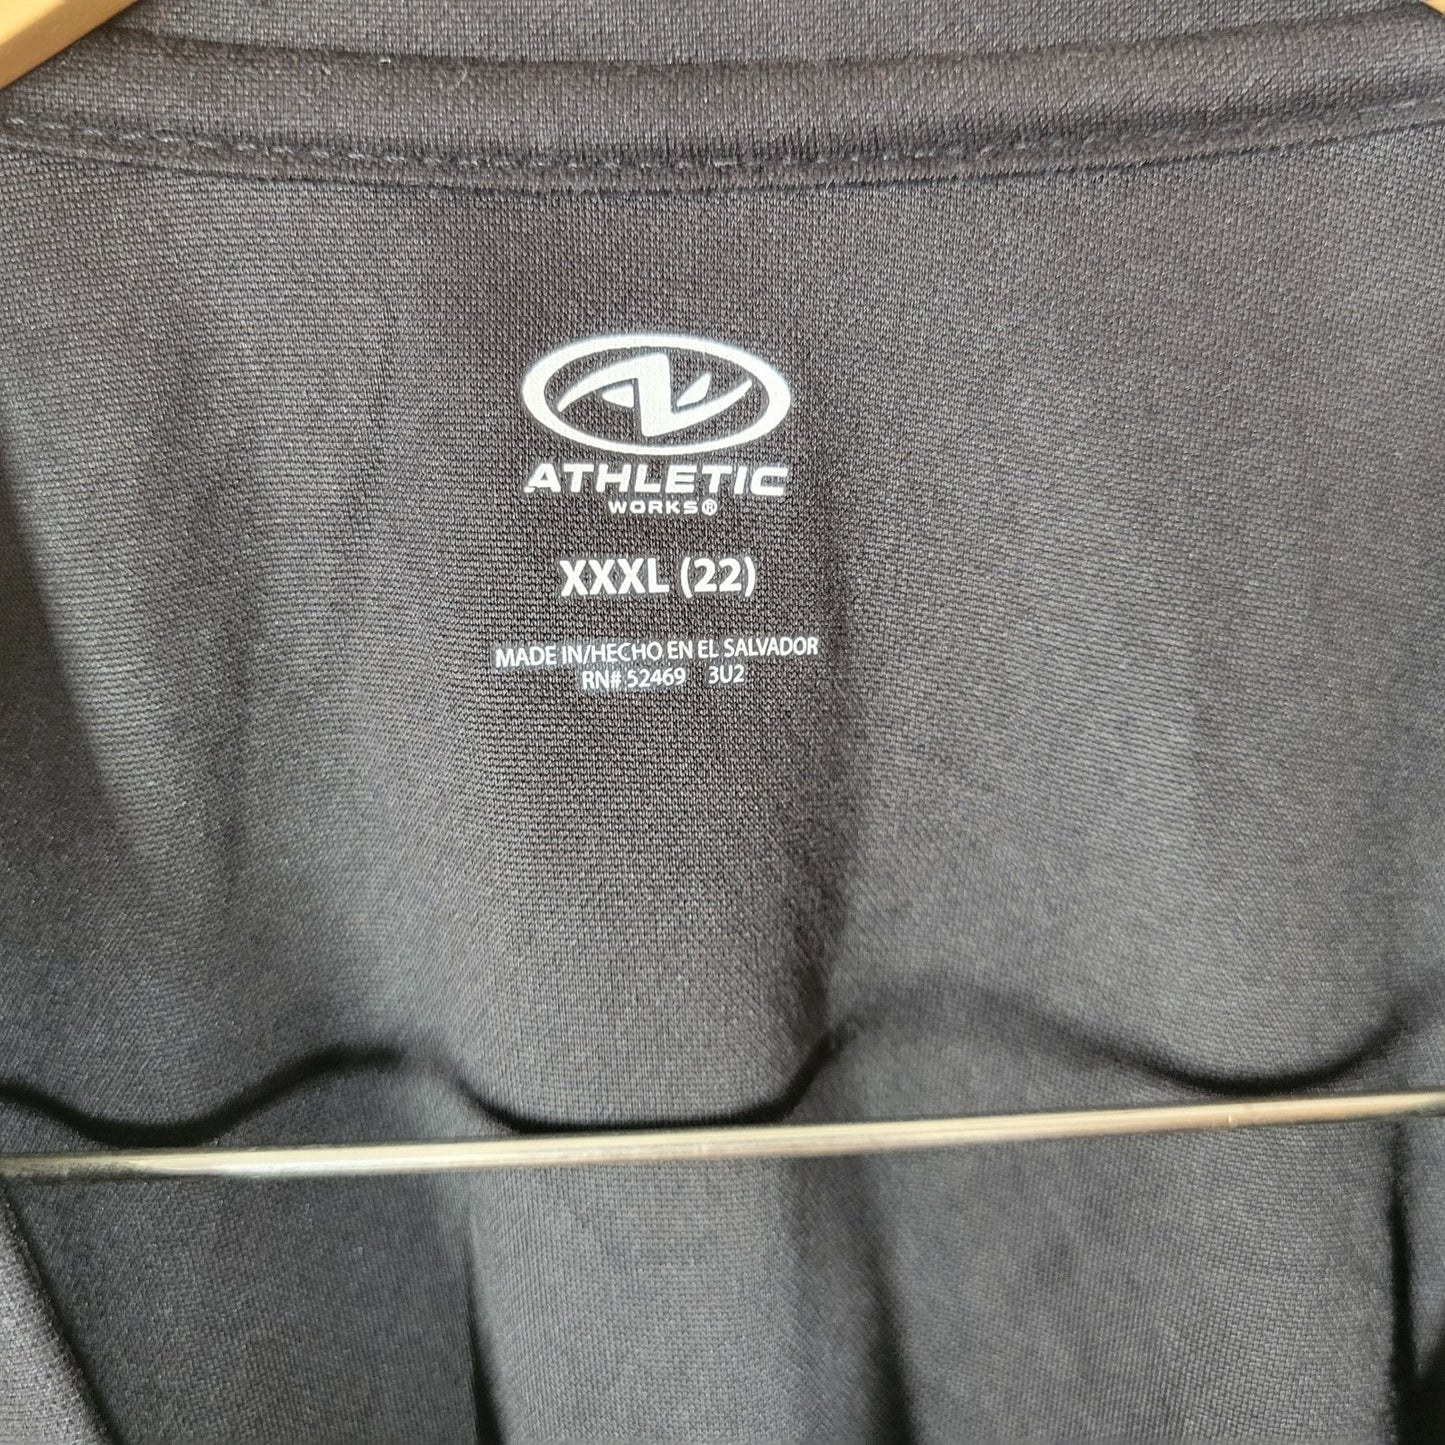 ATHLETIC
WORKS®
XXXL (22)
MADE IN/HECHO EN EL SALVADOR
RN# 52469 3U2